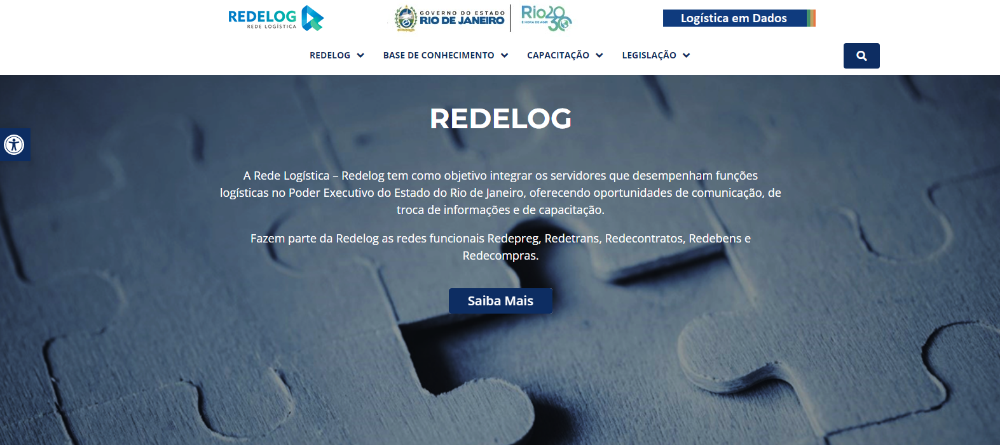 REDELOG
REDE LOGÍSTICA
GOVERNO DO ESTADO
RIO DE JANEIRO
Rio2030
É HORA DE AGIR
Logística em Dados
REDELOG
BASE DE CONHECIMENTO
CAPACITAÇÃO
LEGISLAÇÃO
REDELOG
A Rede Logística – Redelog tem como objetivo integrar os servidores que desempenham funções
logísticas no Poder Executivo do Estado do Rio de Janeiro, oferecendo oportunidades de comunicação, de
troca de informações e de capacitação.
Fazem parte da Redelog as redes funcionais Redepreg, Redetrans, Redecontratos, Redebens e
Redecompras.
Saiba Mais